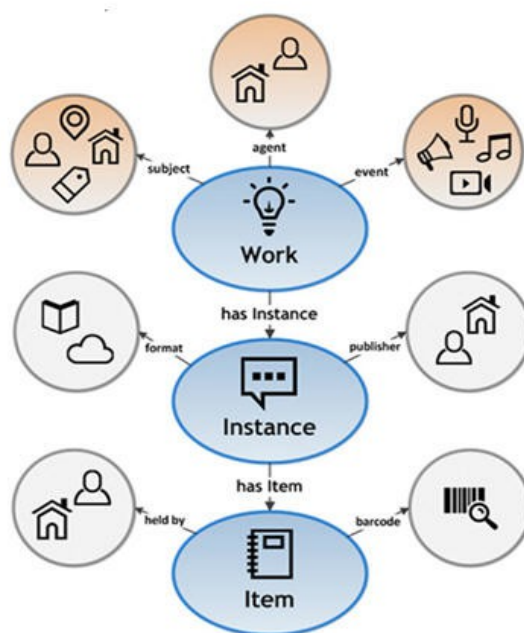 agent
subject
event
Work
has Instance
format
publisher
Instance
has Item
held by
barcode
Item